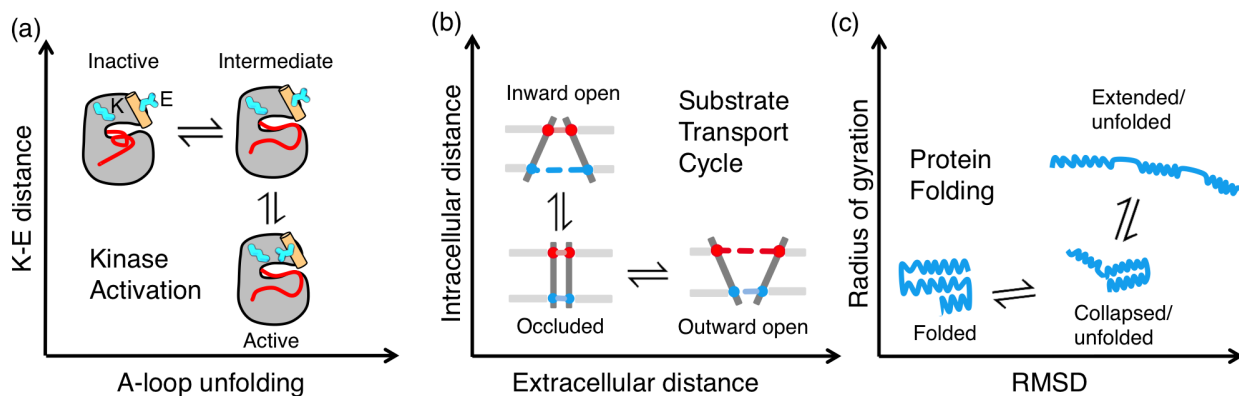 (a)
Inactive
Intermediate
K
E
K-E distance
Kinase
Activation
Active
A-loop unfolding
(b)
Inward open
Substrate
Transport
Cycle
Intracellular distance
Occluded
Outward open
Extracellular distance
(c)
Extended/
unfolded
Protein
Folding
Radius of gyration
Folded
Collapsed/
unfolded
RMSD